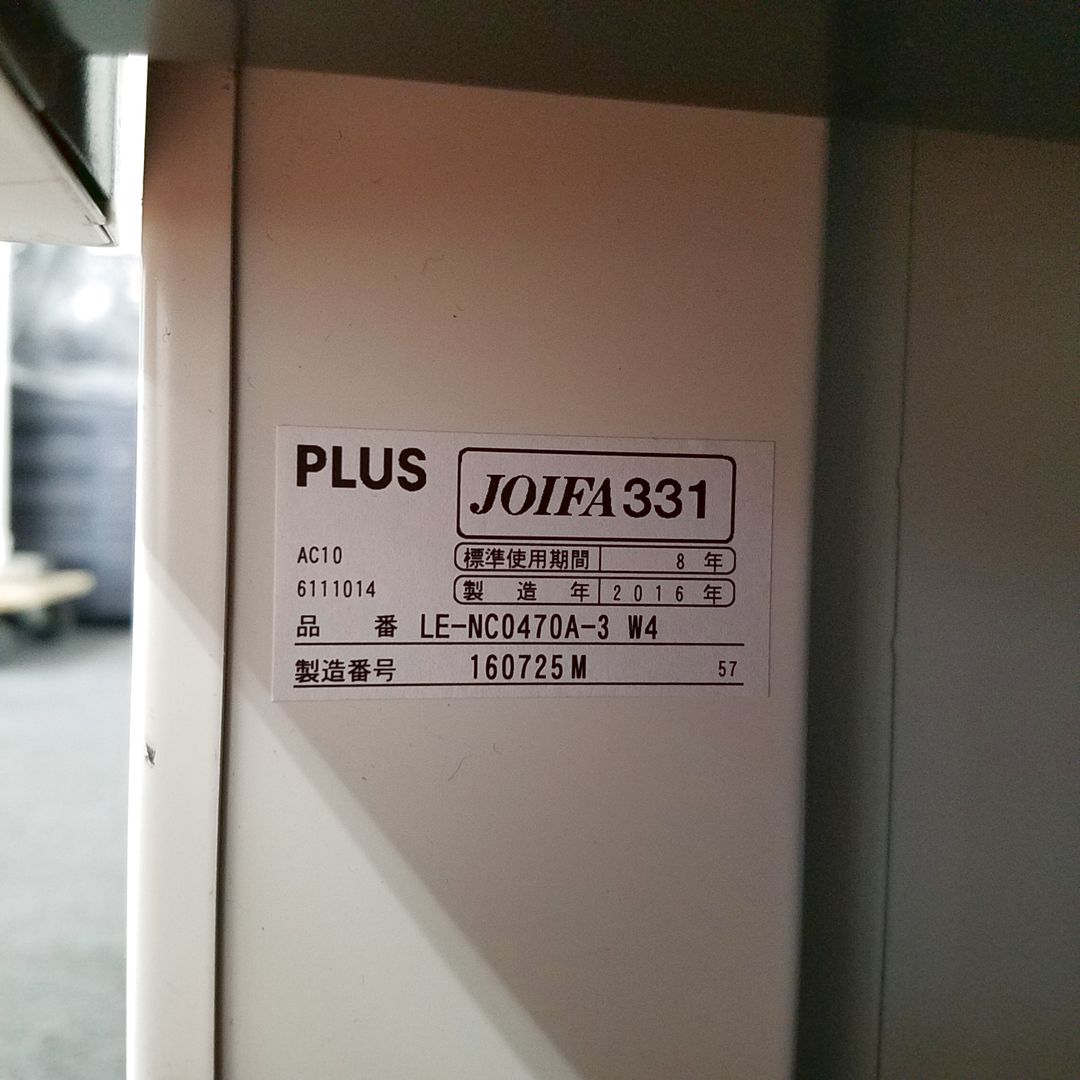 PLUS
JOIFA331
AC10
標準使用期間 8 年
6111014
製造年 2016 年
品番 LE-NC0470A-3 W4
製造番号 160725M 57